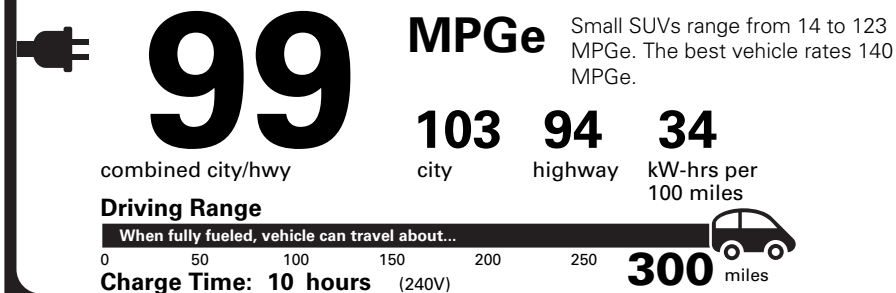 99
MPGe
Small SUVs range from 14 to 123
MPGe. The best vehicle rates 140
MPGe.
103 94 34
combined city/hwy
city
highway
kW-hrs per
100 miles
Driving Range
When fully fueled, vehicle can travel about...
0 50 100 150 200 250 300 miles
Charge Time: 10 hours (240V)